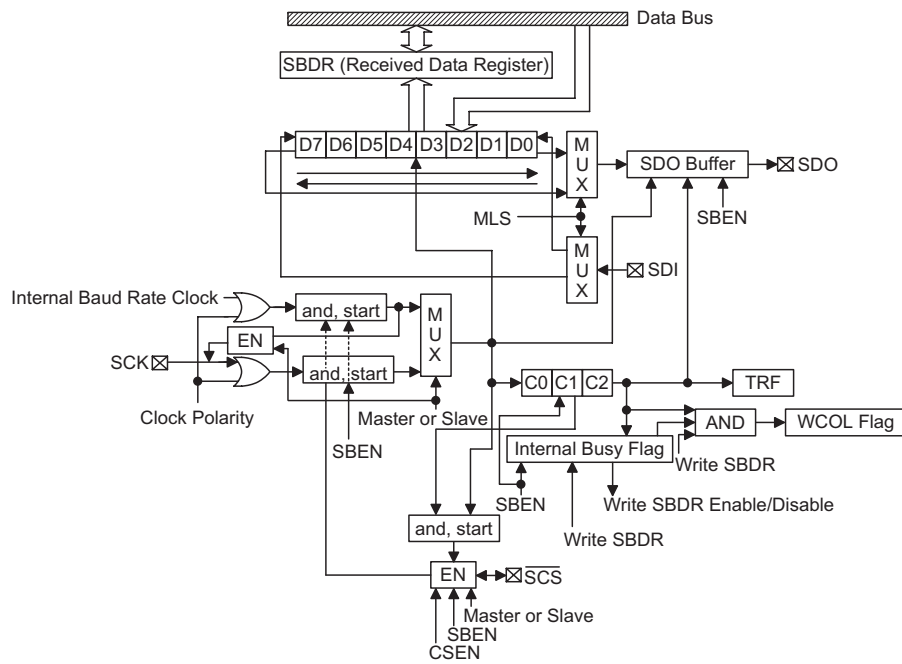 Data Bus
SBDR (Received Data Register)
D7 D6 D5 D4 D3 D2 D1 D0
MUX
SDO Buffer
SDO
MLS
SBEN
MUX
SDI
Internal Baud Rate Clock
and, start
MUX
EN
SCK
and, start
C0 C1 C2
TRF
Clock Polarity
Master or Slave
AND
WCOL Flag
SBEN
Internal Busy Flag
Write SBDR
SBEN
Write SBDR Enable/Disable
and, start
Write SBDR
EN
SCS
Master or Slave
SBEN
CSEN